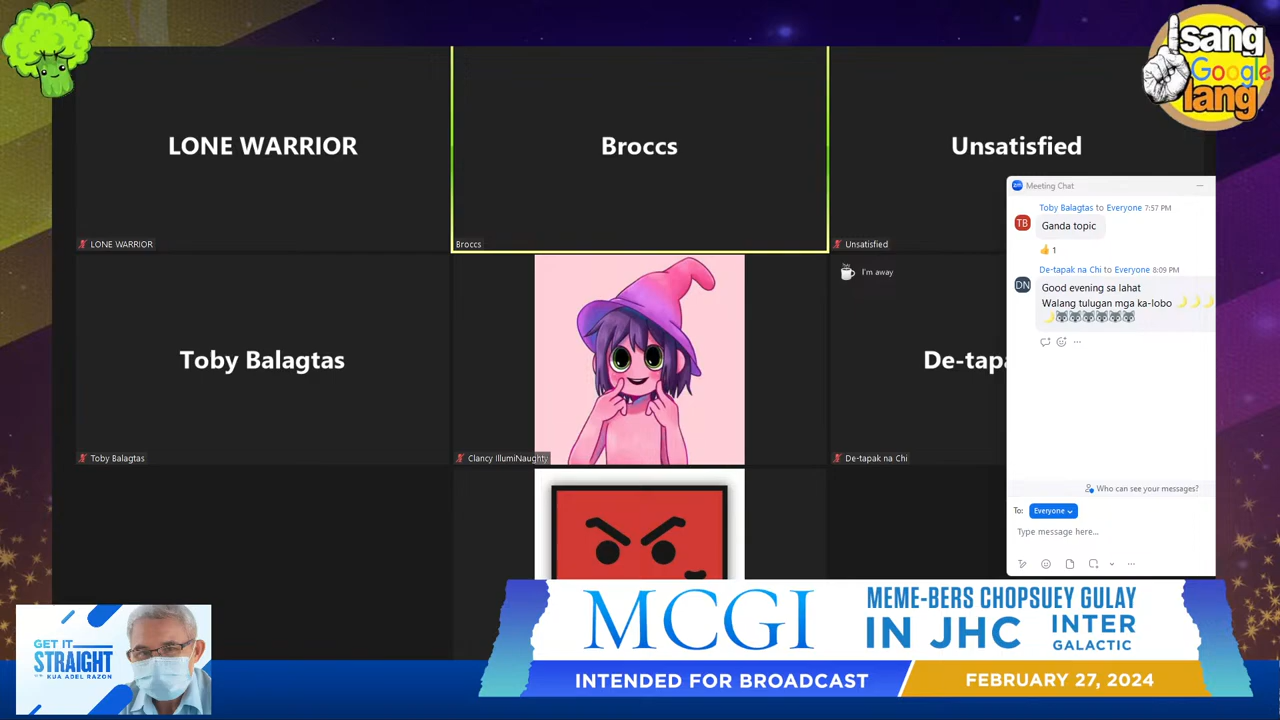 Isang
Google
lang
LONE WARRIOR
Broccs
Unsatisfied
LONE WARRIOR
Broccs
Unsatisfied
Meeting Chat
Toby Balagtas to Everyone 7:57 PM
TB
Ganda topic
👍 1
De-tapak na Chi to Everyone 8:09 PM
DN
Good evening sa lahat
Walang tulugan mga ka-lobo 🌙🌙🌙
🌙🐺🐺🐺🐺🐺🐺
I'm away
Toby Balagtas
De-tapa
Toby Balagtas
Clancy IllumiNaughty
De-tapak na Chi
Who can see your messages?
To: Everyone
Type message here...
GET IT
STRAIGHT
KUA ADEL RAZON
MCGI
MEME-BERS CHOPSUEY GULAY
IN JHC
INTER
GALACTIC
INTENDED FOR BROADCAST
FEBRUARY 27, 2024